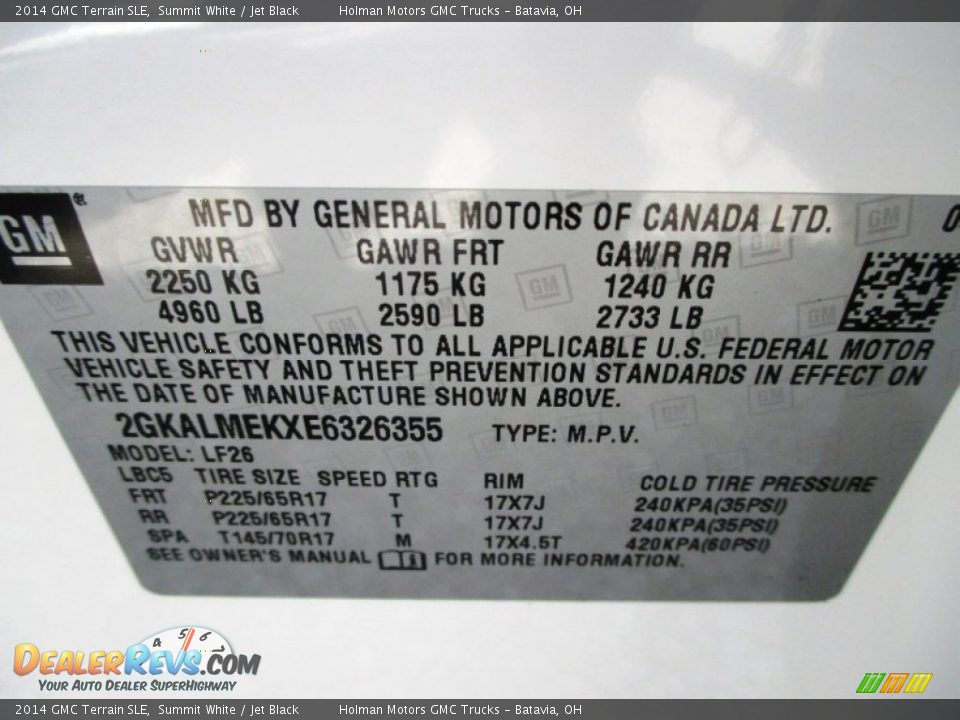 2014 GMC Terrain SLE, Summit White / Jet Black Holman Motors GMC Trucks – Batavia, OH
GM®
MFD BY GENERAL MOTORS OF CANADA LTD.
GVWR GAWR FRT GAWR RR
2250 KG 1175 KG 1240 KG
4960 LB 2590 LB 2733 LB
THIS VEHICLE CONFORMS TO ALL APPLICABLE U.S. FEDERAL MOTOR
VEHICLE SAFETY AND THEFT PREVENTION STANDARDS IN EFFECT ON
THE DATE OF MANUFACTURE SHOWN ABOVE.
2GKALMEKXE6326355 TYPE: M.P.V.
MODEL: LF26
LBC5 TIRE SIZE SPEED RTG RIM COLD TIRE PRESSURE
FRT P225/65R17 T 17X7J 240KPA(35PSI)
RR P225/65R17 T 17X7J 240KPA(35PSI)
SPA T145/70R17 M 17X4.5T 420KPA(60PSI)
SEE OWNER'S MANUAL FOR MORE INFORMATION.
4 5 6
DEALERREVS.COM
YOUR AUTO DEALER SUPERHIGHWAY
2014 GMC Terrain SLE, Summit White / Jet Black Holman Motors GMC Trucks – Batavia, OH